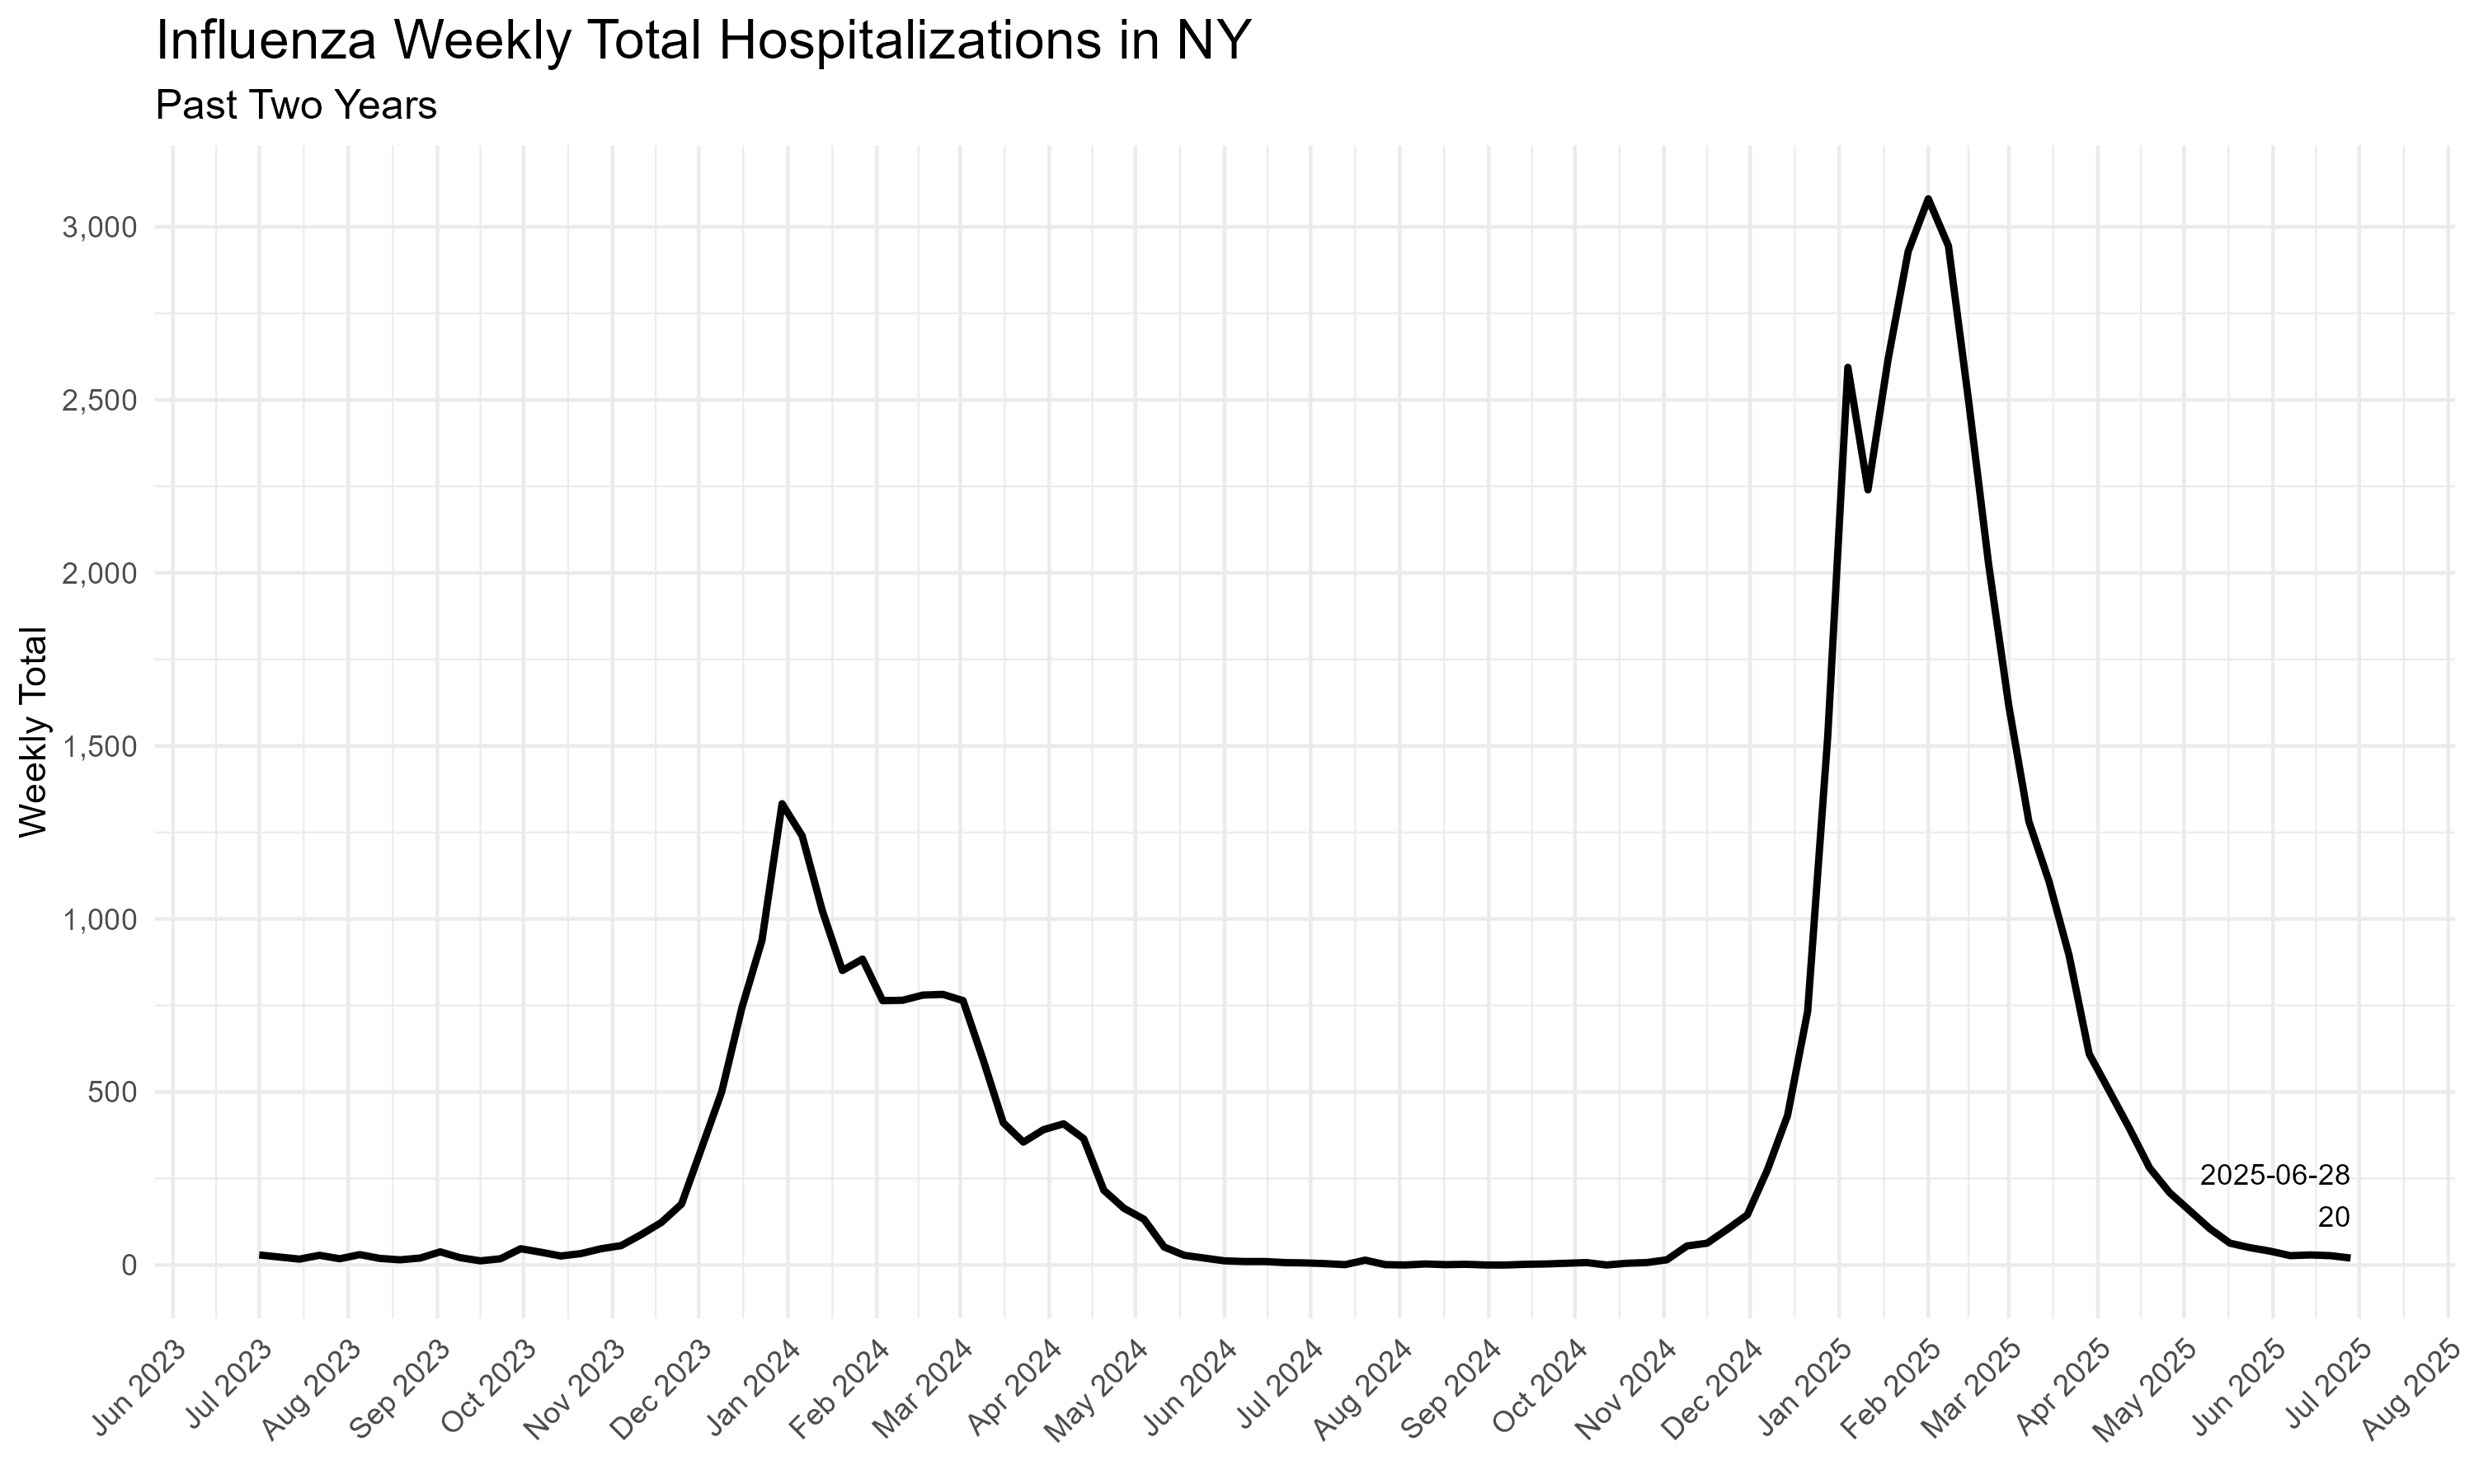 Influenza Weekly Total Hospitalizations in NY
Past Two Years
Weekly Total
3,000
2,500
2,000
1,500
1,000
500
0
2025-06-28
20
Jun 2023
Jul 2023
Aug 2023
Sep 2023
Oct 2023
Nov 2023
Dec 2023
Jan 2024
Feb 2024
Mar 2024
Apr 2024
May 2024
Jun 2024
Jul 2024
Aug 2024
Sep 2024
Oct 2024
Nov 2024
Dec 2024
Jan 2025
Feb 2025
Mar 2025
Apr 2025
May 2025
Jun 2025
Jul 2025
Aug 2025